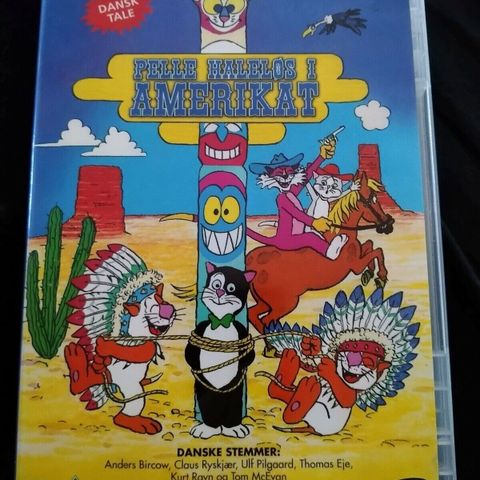 DANSK
TALE
PELLE HALELØS I
AMERIKAT
DANSKE STEMMER:
Anders Bircow, Claus Ryskjær, Ulf Pilgaard, Thomas Eje,
Kurt Ravn og Tom McEvan